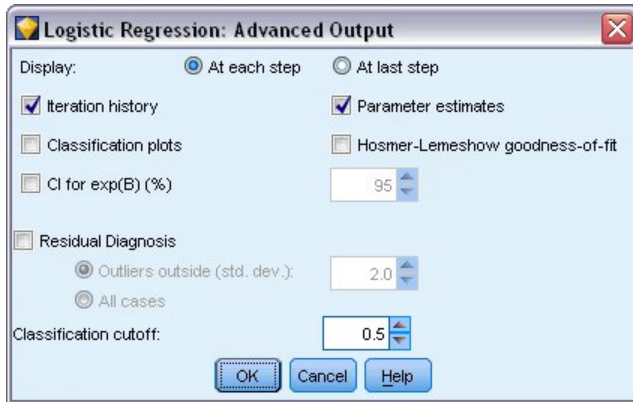 Logistic Regression: Advanced Output
Display: At each step At last step
Iteration history Parameter estimates
Classification plots Hosmer-Lemeshow goodness-of-fit
CI for exp(B) (%) 95
Residual Diagnosis
Outliers outside (std. dev.): 2.0
All cases
Classification cutoff: 0.5
OK Cancel Help